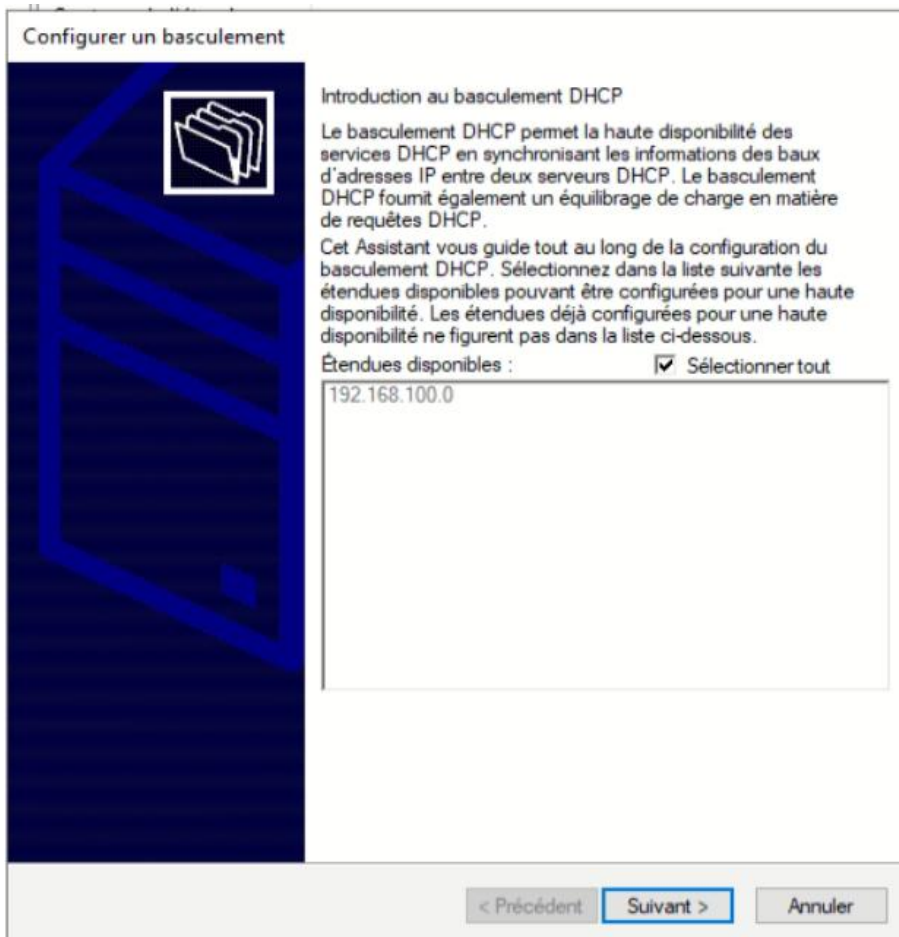 Configurer un basculement
Introduction au basculement DHCP
Le basculement DHCP permet la haute disponibilité des
services DHCP en synchronisant les informations des baux
d'adresses IP entre deux serveurs DHCP. Le basculement
DHCP fournit également un équilibrage de charge en matière
de requêtes DHCP.
Cet Assistant vous guide tout au long de la configuration du
basculement DHCP. Sélectionnez dans la liste suivante les
étendues disponibles pouvant être configurées pour une haute
disponibilité. Les étendues déjà configurées pour une haute
disponibilité ne figurent pas dans la liste ci-dessous.
Étendues disponibles : Sélectionner tout
192.168.100.0
< Précédent Suivant > Annuler